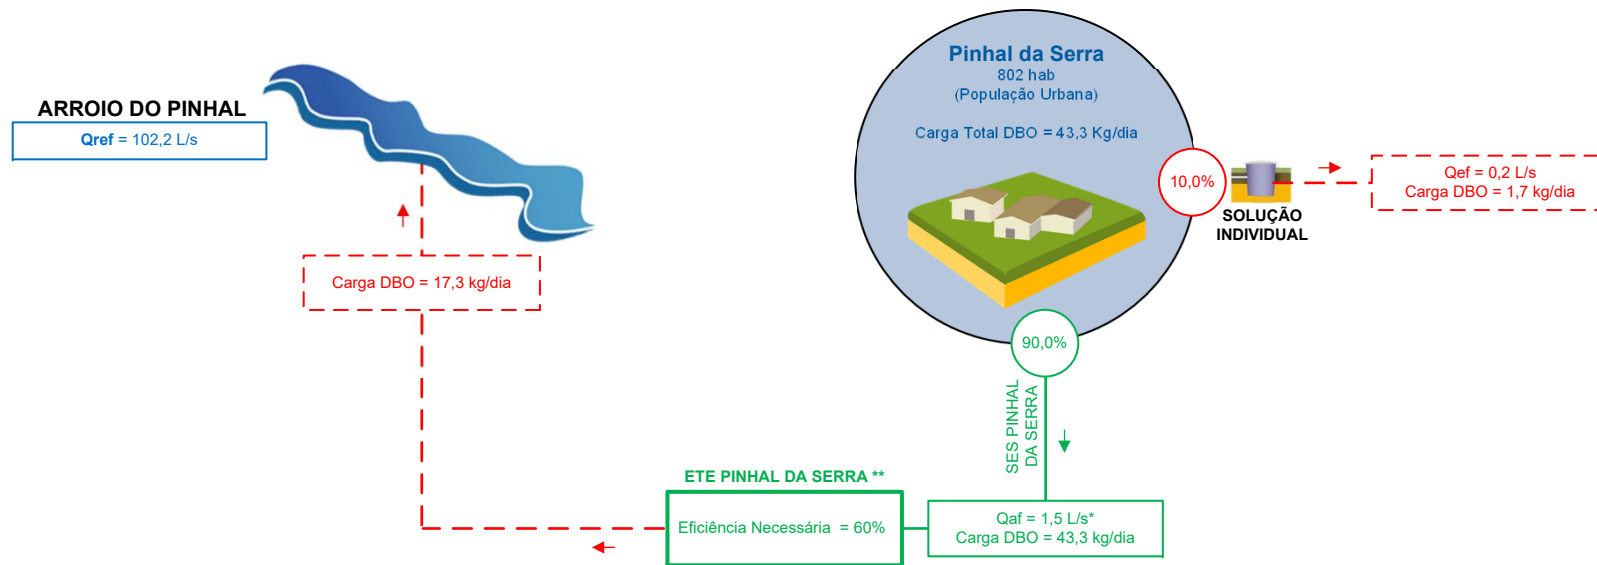 ARROIO DO PINHAL
Qref = 102,2 L/s
Carga DBO = 17,3 kg/dia
Pinhal da Serra
802 hab
(População Urbana)
Carga Total DBO = 43,3 Kg/dia
10,0%
SOLUÇÃO
INDIVIDUAL
Qef = 0,2 L/s
Carga DBO = 1,7 kg/dia
90,0%
SES PINHAL
DA SERRA
ETE PINHAL DA SERRA **
Eficiência Necessária = 60%
Qaf = 1,5 L/s*
Carga DBO = 43,3 kg/dia